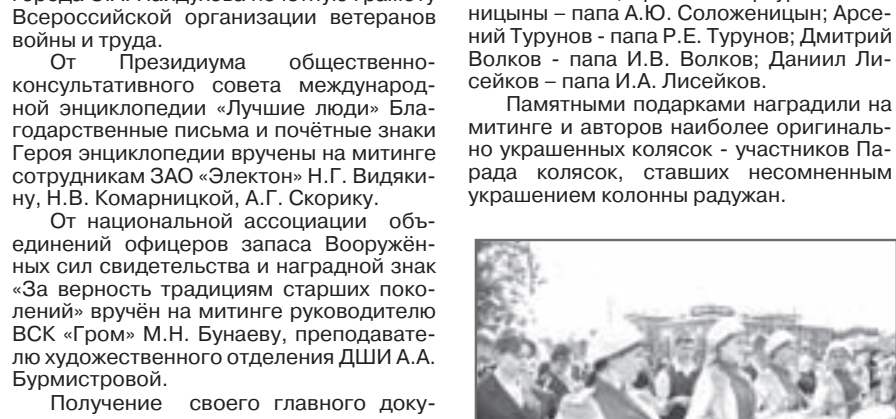 Всероссийской организации ветеранов
войны и труда.
От Президиума общественно-
консультативного совета международ-
ной энциклопедии «Лучшие люди» Бла-
годарственные письма и почётные знаки
Героя энциклопедии вручены на митинге
сотрудникам ЗАО «Электон» Н.Г. Видяки-
ну, Н.В. Комарницкой, А.Г. Скорику.
От национальной ассоциации объ-
единений офицеров запаса Вооружён-
ных сил свидетельства и наградной знак
«За верность традициям старших поко-
лений» вручён на митинге руководителю
ВСК «Гром» М.Н. Бунаеву, преподавате-
лю художественного отделения ДШИ А.А.
Бурмистровой.
Получение своего главного доку-
ницыны – папа А.Ю. Соложеницын; Арсе-
ний Турунов - папа Р.Е. Турунов; Дмитрий
Волков - папа И.В. Волков; Даниил Ли-
сейков – папа И.А. Лисейков.
Памятными подарками наградили на
митинге и авторов наиболее оригиналь-
но украшенных колясок - участников Па-
рада колясок, ставших несомненным
украшением колонны радужан.